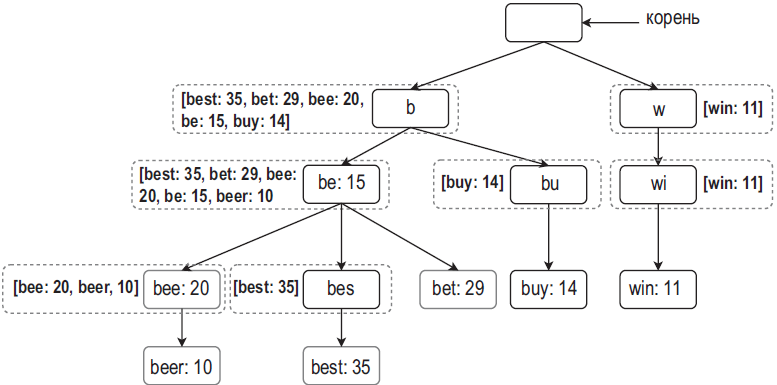 корень
[best: 35, bet: 29, bee: 20,
be: 15, buy: 14]
b
w
[win: 11]
[best: 35, bet: 29, bee:
20, be: 15, beer: 10
be: 15
[buy: 14]
bu
wi
[win: 11]
[bee: 20, beer, 10]
bee: 20
[best: 35]
bes
bet: 29
buy: 14
win: 11
beer: 10
best: 35